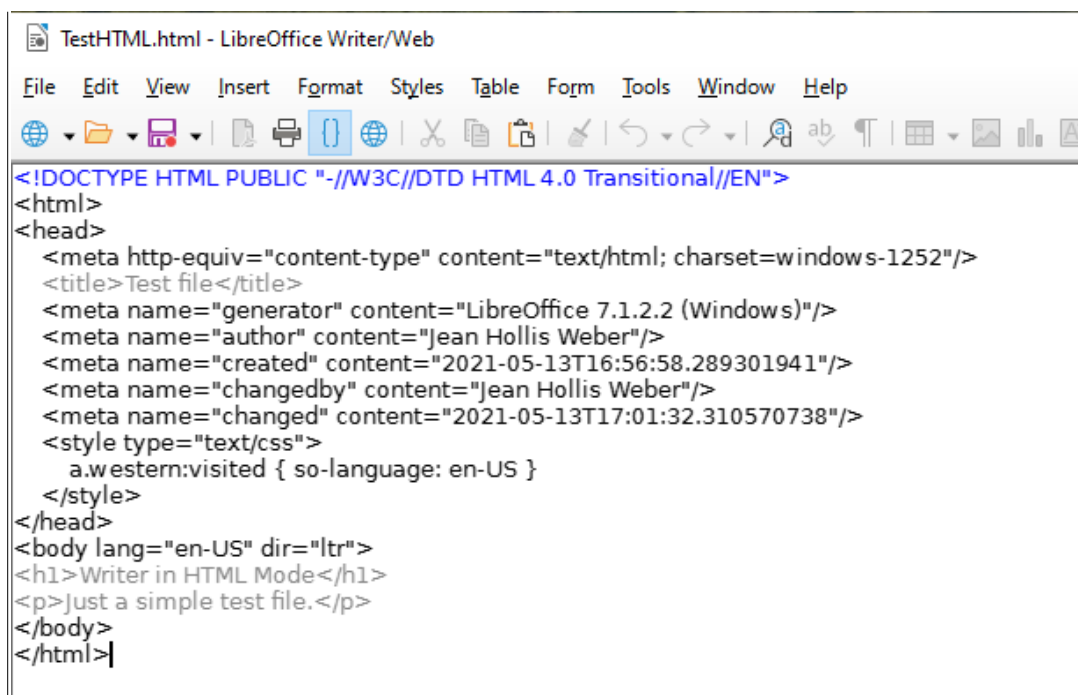 TestHTML.html - LibreOffice Writer/Web
File Edit View Insert Format Styles Table Form Tools Window Help
<!DOCTYPE HTML PUBLIC "-//W3C//DTD HTML 4.0 Transitional//EN">
<html>
<head>
<meta http-equiv="content-type" content="text/html; charset=windows-1252"/>
<title>Test file</title>
<meta name="generator" content="LibreOffice 7.1.2.2 (Windows)"/>
<meta name="author" content="Jean Hollis Weber"/>
<meta name="created" content="2021-05-13T16:56:58.289301941"/>
<meta name="changedby" content="Jean Hollis Weber"/>
<meta name="changed" content="2021-05-13T17:01:32.310570738"/>
<style type="text/css">
a.western:visited { so-language: en-US }
</style>
</head>
<body lang="en-US" dir="ltr">
<h1>Writer in HTML Mode</h1>
<p>Just a simple test file.</p>
</body>
</html>